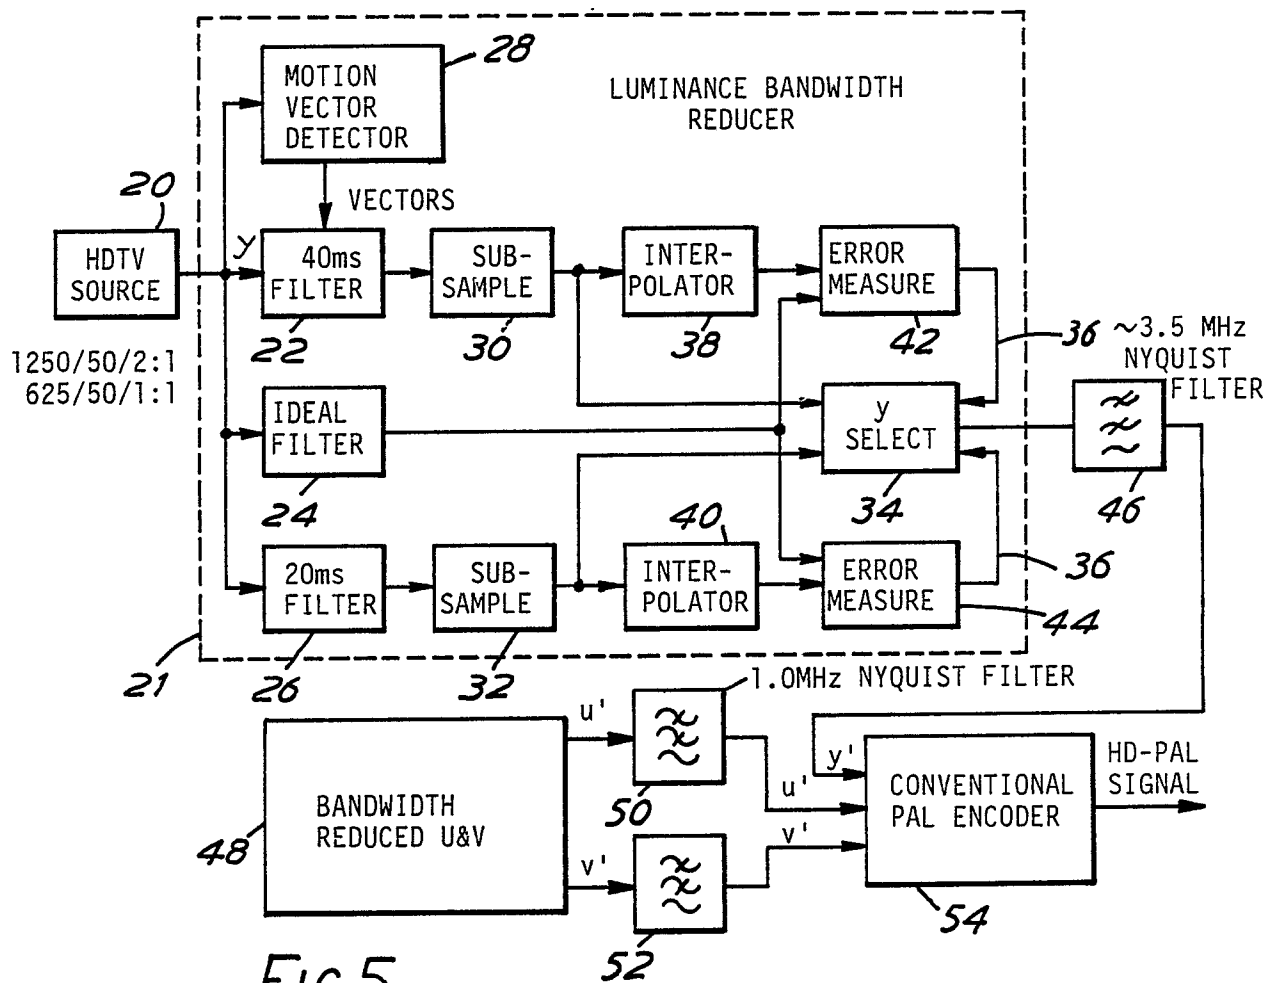 28
MOTION
VECTOR
DETECTOR
LUMINANCE BANDWIDTH
REDUCER
20
VECTORS
HDTV
SOURCE
y
40ms
FILTER
SUB-
SAMPLE
INTER-
POLATOR
ERROR
MEASURE
22
30
38
42
36
~3.5 MHz
NYQUIST
FILTER
1250/50/2:1
625/50/1:1
IDEAL
FILTER
y
SELECT
24
34
46
40
20ms
FILTER
SUB-
SAMPLE
INTER-
POLATOR
ERROR
MEASURE
36
44
21
26
32
1.0MHz NYQUIST FILTER
u'
BANDWIDTH
REDUCED U&V
48
50
u'
y'
v'
v'
CONVENTIONAL
PAL ENCODER
HD-PAL
SIGNAL
52
54
FIG.5